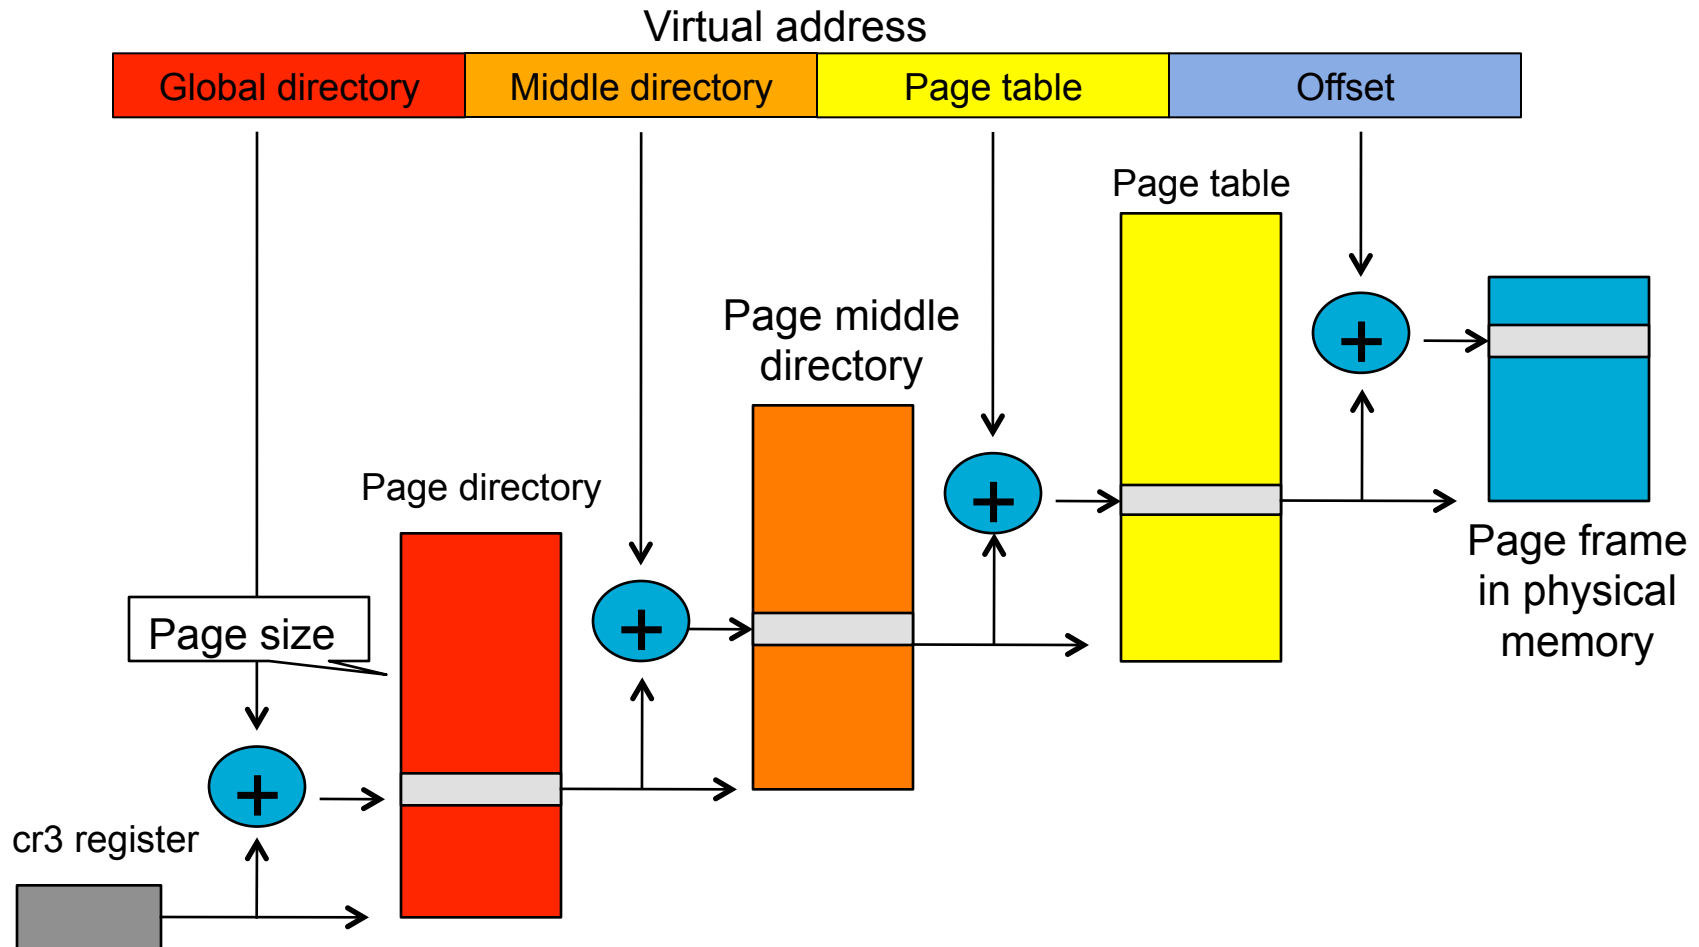 Virtual address
Global directory
Middle directory
Page table
Offset
Page table
Page middle
directory
Page directory
Page frame
in physical
memory
Page size
cr3 register
+
+
+
+